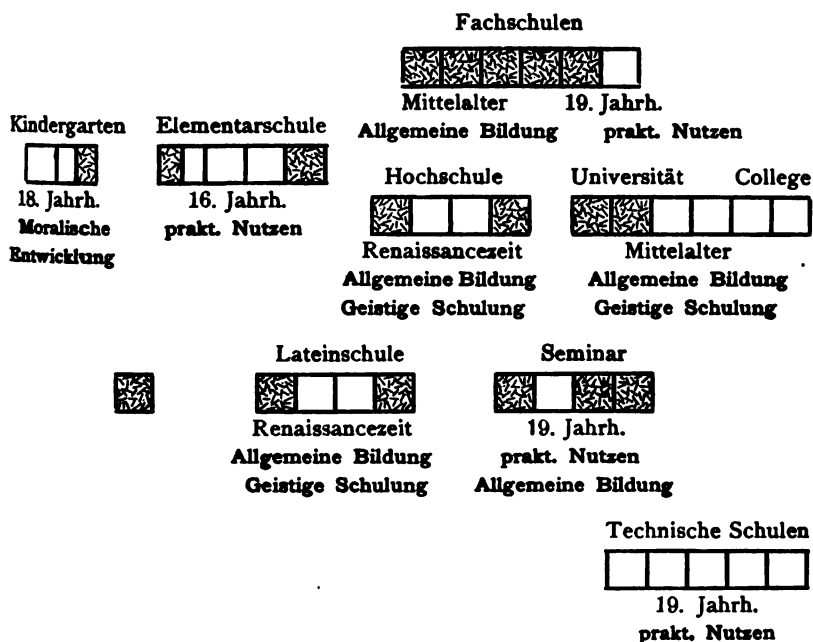 Fachschulen
Mittelalter 19. Jahrh.
Allgemeine Bildung prakt. Nutzen
Kindergarten Elementarschule
18. Jahrh. 16. Jahrh.
Moralische prakt. Nutzen
Entwicklung
Hochschule Universität College
Renaissancezeit Mittelalter
Allgemeine Bildung Allgemeine Bildung
Geistige Schulung Geistige Schulung
Lateinschule Seminar
Renaissancezeit 19. Jahrh.
Allgemeine Bildung prakt. Nutzen
Geistige Schulung Allgemeine Bildung
Technische Schulen
19. Jahrh.
prakt. Nutzen